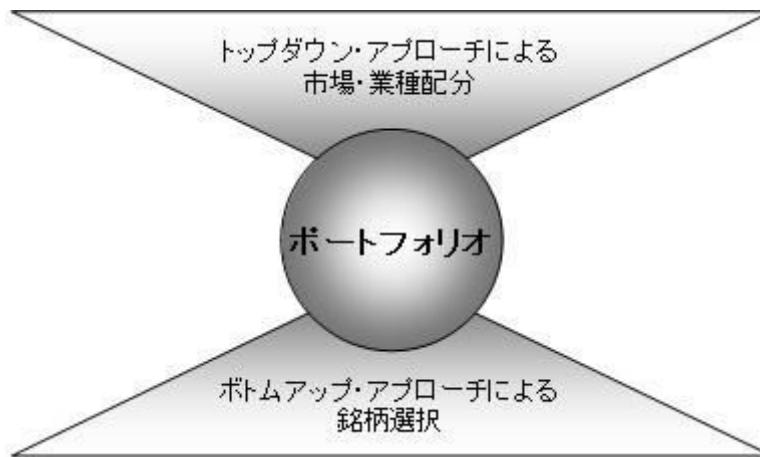 トップダウン・アプローチによる
市場・業種配分
ポートフォリオ
ボトムアップ・アプローチによる
銘柄選択